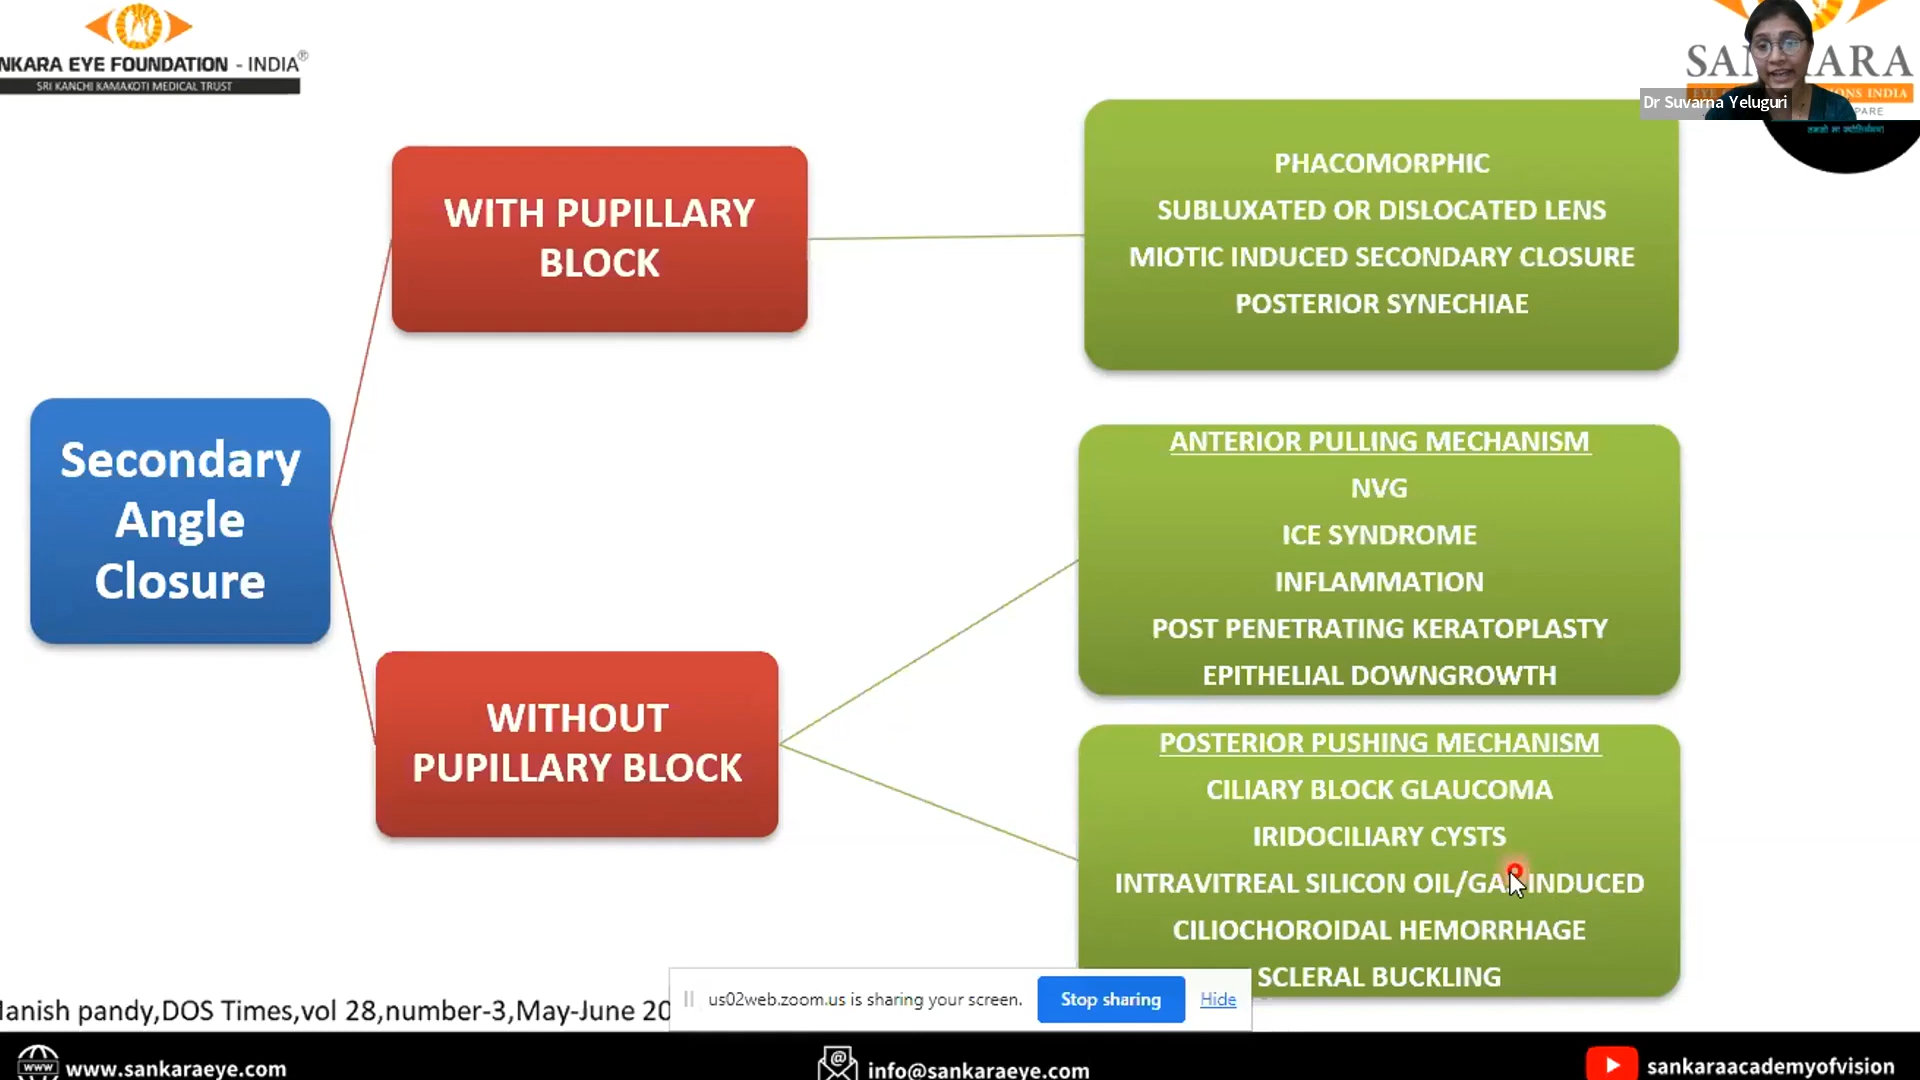 NKARA EYE FOUNDATION - INDIA®
SRI KANCHI KAMAKOTI MEDICAL TRUST
Dr Suvarna Yeluguri
WITH PUPILLARY
BLOCK
PHACOMORPHIC
SUBLUXATED OR DISLOCATED LENS
MIOTIC INDUCED SECONDARY CLOSURE
POSTERIOR SYNECHIAE
Secondary
Angle
Closure
ANTERIOR PULLING MECHANISM
NVG
ICE SYNDROME
INFLAMMATION
POST PENETRATING KERATOPLASTY
EPITHELIAL DOWNGROWTH
WITHOUT
PUPILLARY BLOCK
POSTERIOR PUSHING MECHANISM
CILIARY BLOCK GLAUCOMA
IRIDOCILIARY CYSTS
INTRAVITREAL SILICON OIL/GAS INDUCED
CILIOCHOROIDAL HEMORRHAGE
SCLERAL BUCKLING
us02web.zoom.us is sharing your screen.
Stop sharing
Hide
anish pandy,DOS Times,vol 28,number-3,May-June 20
www.sankaraeye.com
info@sankaraeye.com
sankaraacademyofvision